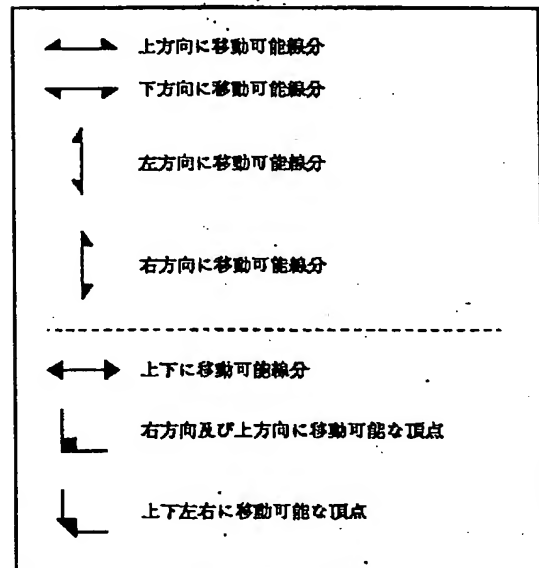 上方向に移動可能線分
下方向に移動可能線分
左方向に移動可能線分
右方向に移動可能線分
上下に移動可能線分
右方向及び上方向に移動可能な頂点
上下左右に移動可能な頂点